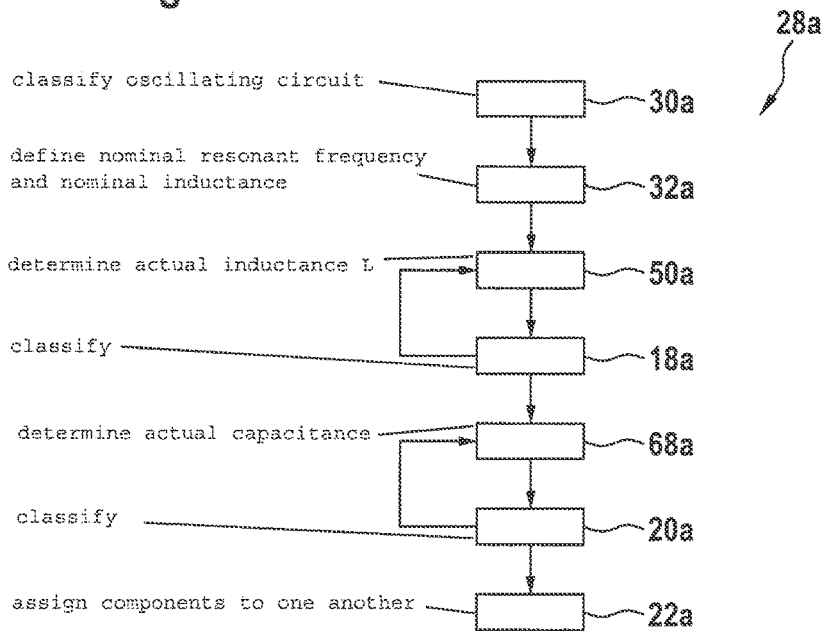 28a
classify oscillating circuit
30a
define nominal resonant frequency
and nominal inductance
32a
determine actual inductance L
50a
classify
18a
determine actual capacitance
68a
classify
20a
assign components to one another
22a